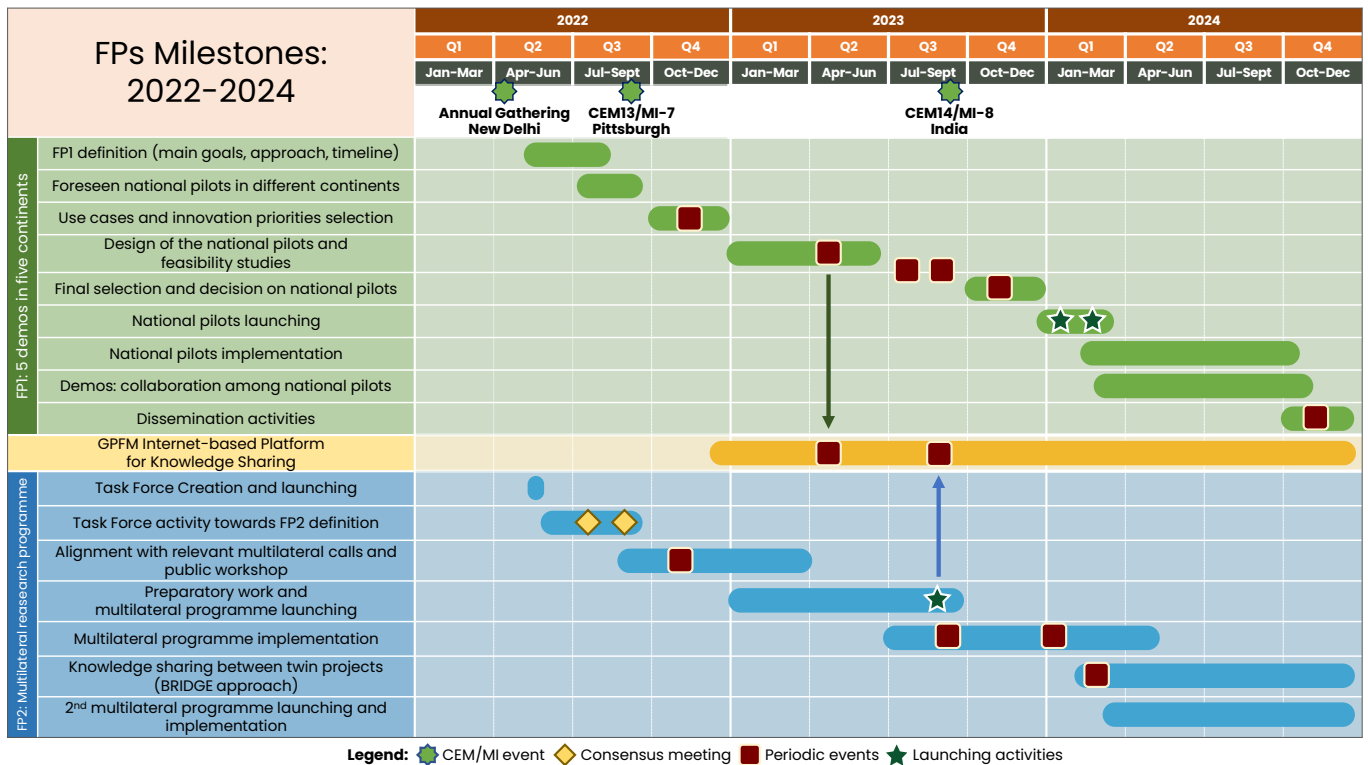 FPs Milestones:
2022-2024
2022
2023
2024
Q1
Q2
Q3
Q4
Q1
Q2
Q3
Q4
Q1
Q2
Q3
Q4
Jan-Mar
Apr-Jun
Jul-Sept
Oct-Dec
Jan-Mar
Apr-Jun
Jul-Sept
Oct-Dec
Jan-Mar
Apr-Jun
Jul-Sept
Oct-Dec
Annual Gathering
New Delhi
CEM13/MI-7
Pittsburgh
CEM14/MI-8
India
FP1: 5 demos in five continents
FP1 definition (main goals, approach, timeline)
Foreseen national pilots in different continents
Use cases and innovation priorities selection
Design of the national pilots and
feasibility studies
Final selection and decision on national pilots
National pilots launching
National pilots implementation
Demos: collaboration among national pilots
Dissemination activities
GPFM Internet-based Platform
for Knowledge Sharing
FP2: Multilateral reasearch programme
Task Force Creation and launching
Task Force activity towards FP2 definition
Alignment with relevant multilateral calls and
public workshop
Preparatory work and
multilateral programme launching
Multilateral programme implementation
Knowledge sharing between twin projects
(BRIDGE approach)
2nd multilateral programme launching and
implementation
Legend: CEM/MI event Consensus meeting Periodic events Launching activities